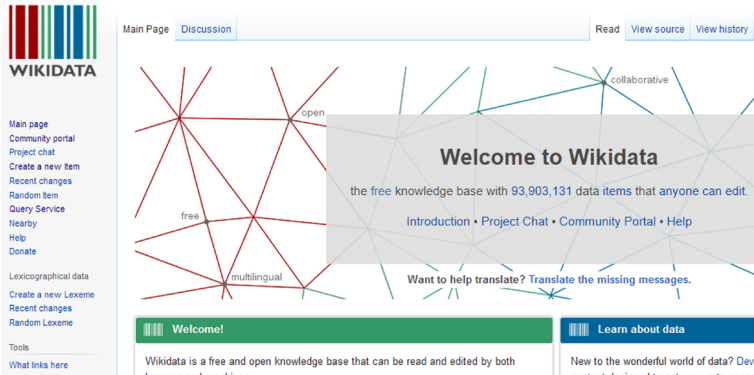 WIKIDATA
Main page
Community portal
Project chat
Create a new Item
Recent changes
Random Item
Query Service
Nearby
Help
Donate
Lexicographical data
Create a new Lexeme
Recent changes
Random Lexeme
Tools
What links here
Main Page Discussion
Read View source View history
collaborative
open
free
multilingual
Welcome to Wikidata
the free knowledge base with 93,903,131 data items that anyone can edit.
Introduction • Project Chat • Community Portal • Help
Want to help translate? Translate the missing messages.
Welcome!
Wikidata is a free and open knowledge base that can be read and edited by both
Learn about data
New to the wonderful world of data? Dev